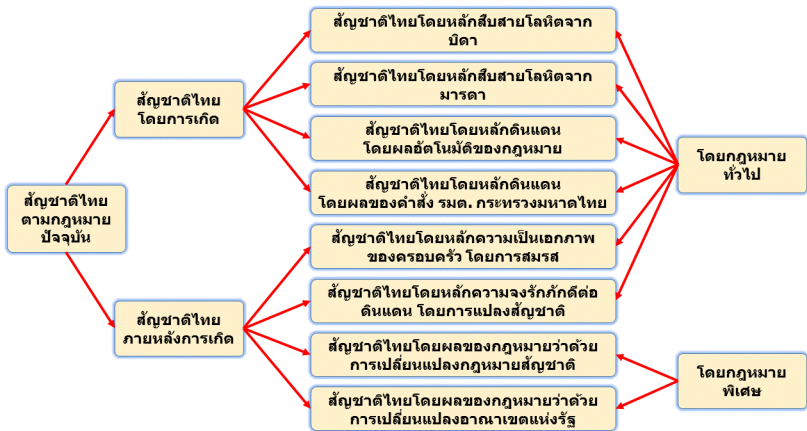 สัญชาติไทย
ตามกฎหมาย
ปัจจุบัน
สัญชาติไทย
โดยการเกิด
สัญชาติไทย
ภายหลังการเกิด
สัญชาติไทยโดยหลักสืบสายโลหิตจาก
บิดา
สัญชาติไทยโดยหลักสืบสายโลหิตจาก
มารดา
สัญชาติไทยโดยหลักดินแดน
โดยผลอัตโนมัติของกฎหมาย
สัญชาติไทยโดยหลักดินแดน
โดยผลของคำสั่ง รมต. กระทรวงมหาดไทย
สัญชาติไทยโดยหลักความเป็นเอกภาพ
ของครอบครัว โดยการสมรส
สัญชาติไทยโดยหลักความจงรักภักดีต่อ
ดินแดน โดยการแปลงสัญชาติ
สัญชาติไทยโดยผลของกฎหมายว่าด้วย
การเปลี่ยนแปลงกฎหมายสัญชาติ
สัญชาติไทยโดยผลของกฎหมายว่าด้วย
การเปลี่ยนแปลงอาณาเขตแห่งรัฐ
โดยกฎหมาย
ทั่วไป
โดยกฎหมาย
พิเศษ